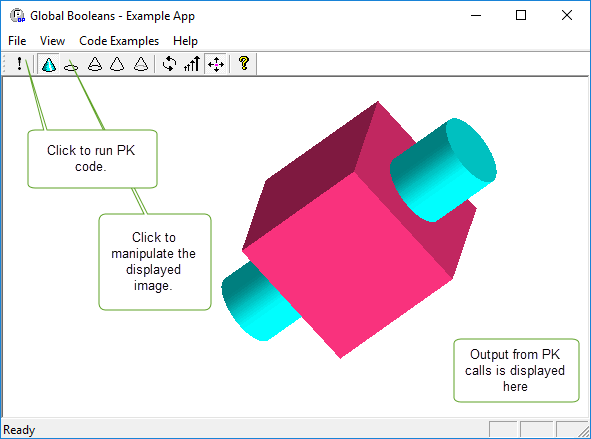 Global Booleans - Example App
File View Code Examples Help
! ?
Click to run PK
code.
Click to
manipulate the
displayed
image.
Output from PK
calls is displayed
here
Ready